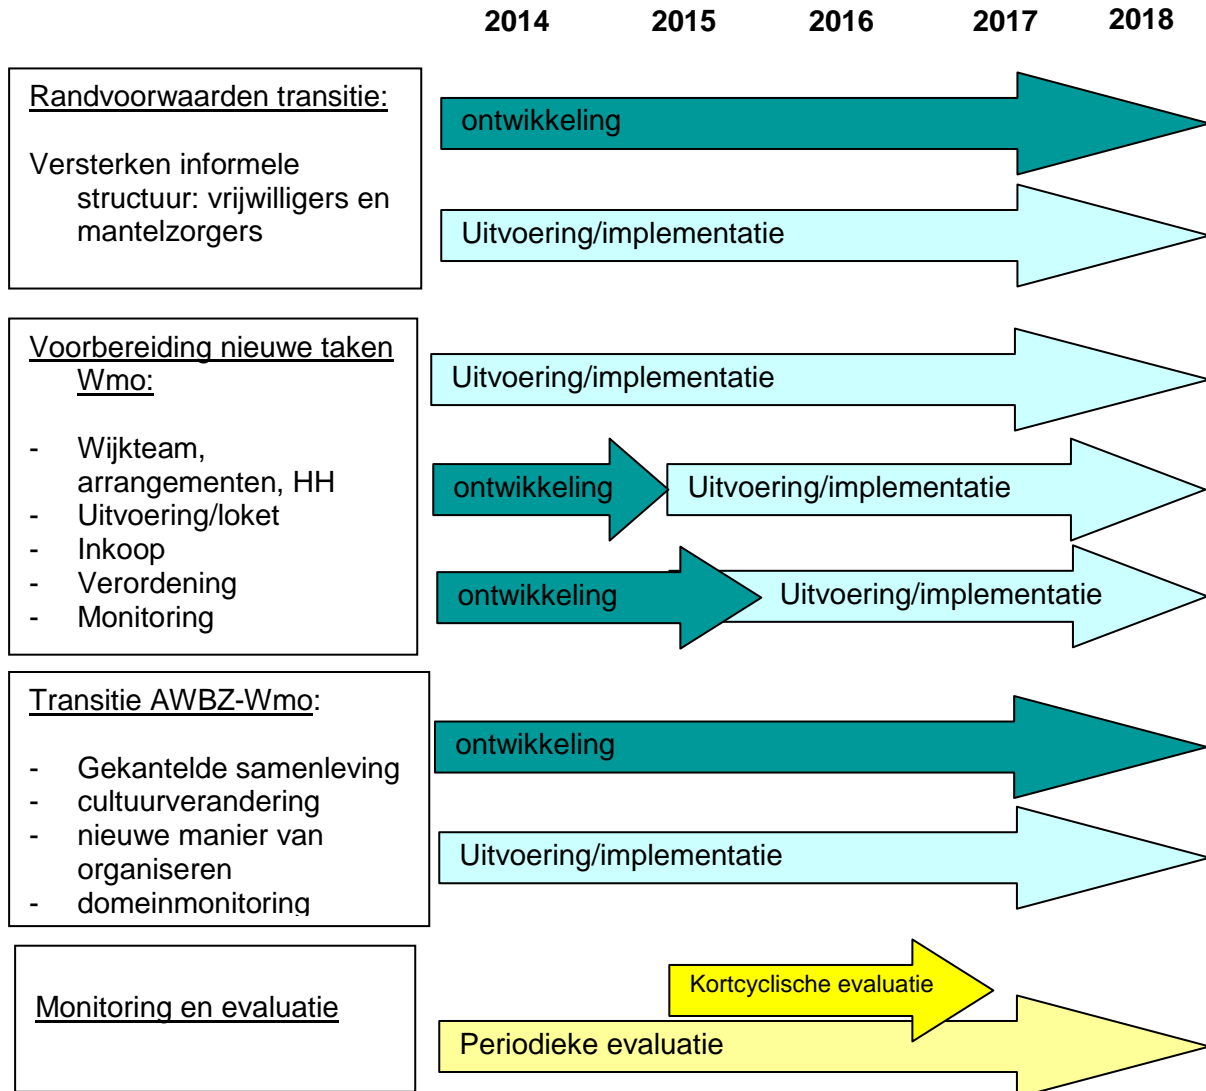 2014 2015 2016 2017 2018
Randvoorwaarden transitie:
Versterken informele
structuur: vrijwilligers en
mantelzorgers
ontwikkeling
Uitvoering/implementatie
Voorbereiding nieuwe taken
Wmo:
- Wijkteam,
arrangementen, HH
- Uitvoering/loket
- Inkoop
- Verordening
- Monitoring
Uitvoering/implementatie
ontwikkeling
Uitvoering/implementatie
ontwikkeling
Uitvoering/implementatie
Transitie AWBZ-Wmo:
- Gekantelde samenleving
- cultuurverandering
- nieuwe manier van
organiseren
- domeinmonitoring
ontwikkeling
Uitvoering/implementatie
Monitoring en evaluatie
Kortcyclische evaluatie
Periodieke evaluatie